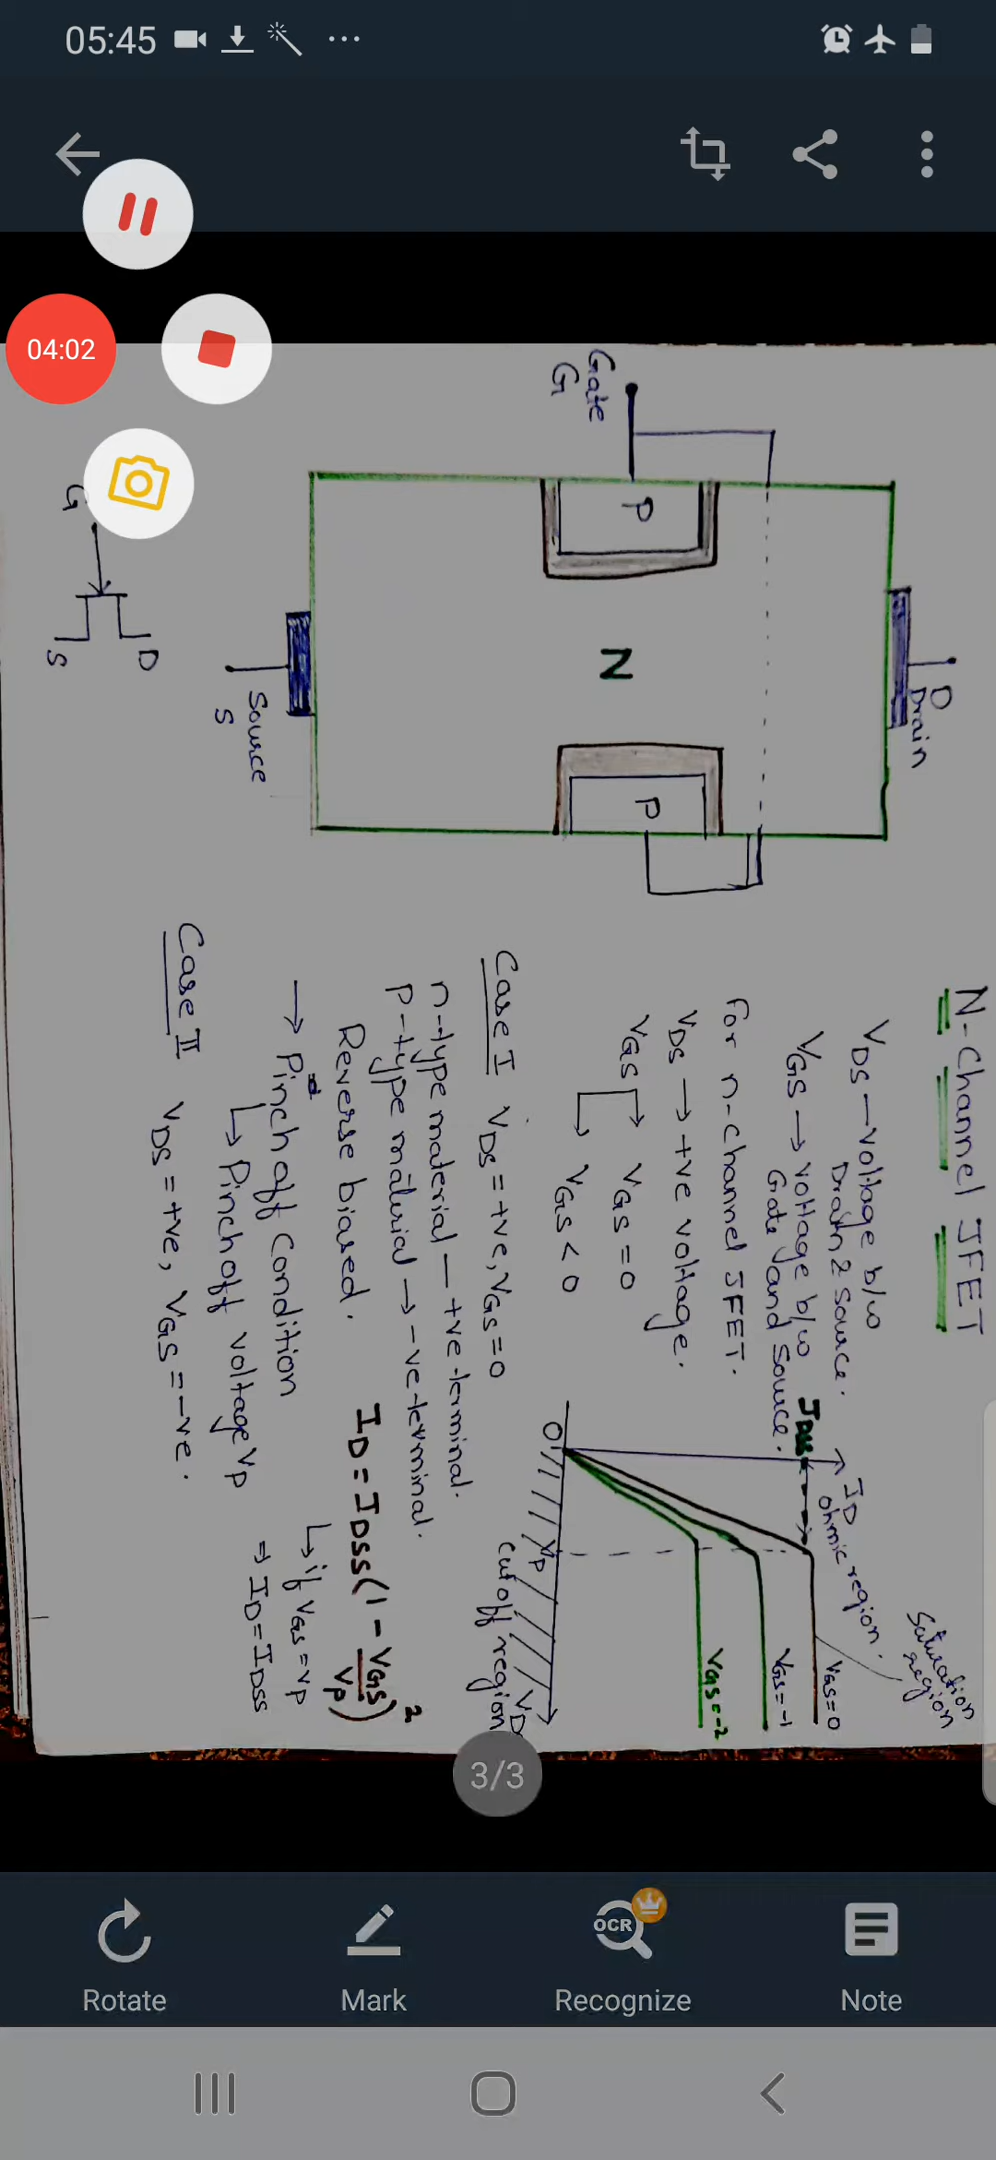 05:45
04:02
N-Channel JFET
VDS — voltage b/w
Drain & Source.
VGS → voltage b/w
Gate and Source.
for n-channel JFET.
VDS → +ve voltage.
VGS → VGS = 0
→ VGS < 0
Case I VDS = +ve, VGS = 0
n-type material — +ve terminal.
P-type material → -ve terminal.
Reverse biased.
→ Pinch off Condition
↳ Pinch off voltage VP
Case II VDS = +ve, VGS = -ve.
D
Drain
Gate
G
P
N
P
Source
S
G
D
S
IDSS
ID
ohmic region.
Saturation
region
VGS=0
VGS=-1
VGS=-2
O
VP
VD
cutoff region
ID = IDSS(1 - VGS/VP)²
↳ if VGS = VP
⇒ ID = IDSS
3/3
Rotate
Mark
OCR
Recognize
Note